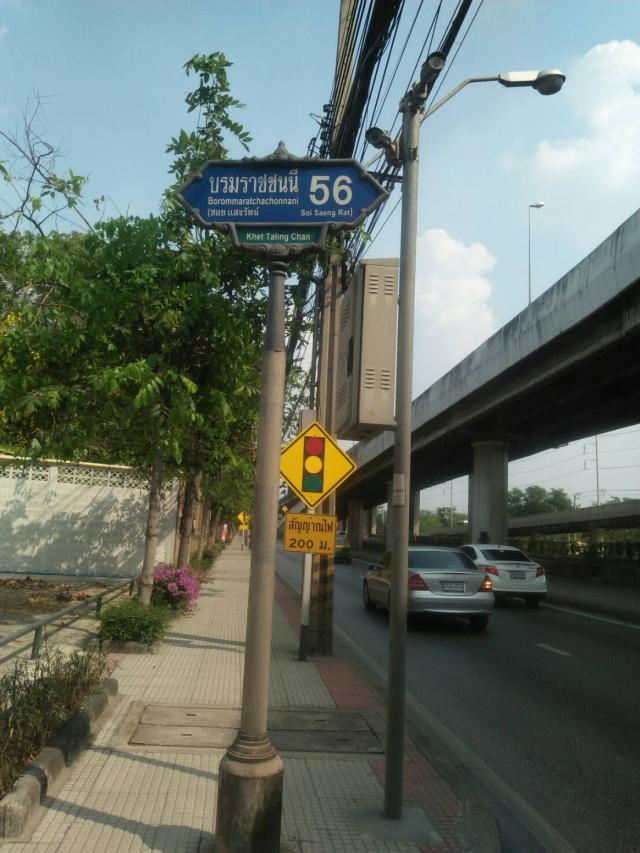 บรมราชชนนี 56
Borommaratchachonnani
(ซอย แสงรัตน์ Soi Saeng Rat)
Khet Taling Chan
สัญญาณไฟ
200 ม.